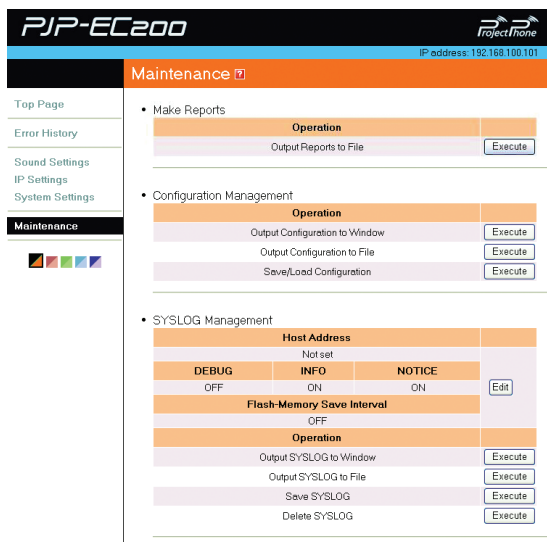 PJP-EC200
ProjectPhone
IP address: 192.168.100.101
Maintenance ?
Top Page
Error History
Sound Settings
IP Settings
System Settings
Maintenance
• Make Reports
Operation
Output Reports to File Execute
• Configuration Management
Operation
Output Configuration to Window Execute
Output Configuration to File Execute
Save/Load Configuration Execute
• SYSLOG Management
Host Address
Not set
DEBUG INFO NOTICE
OFF ON ON Edit
Flash-Memory Save Interval
OFF
Operation
Output SYSLOG to Window Execute
Output SYSLOG to File Execute
Save SYSLOG Execute
Delete SYSLOG Execute